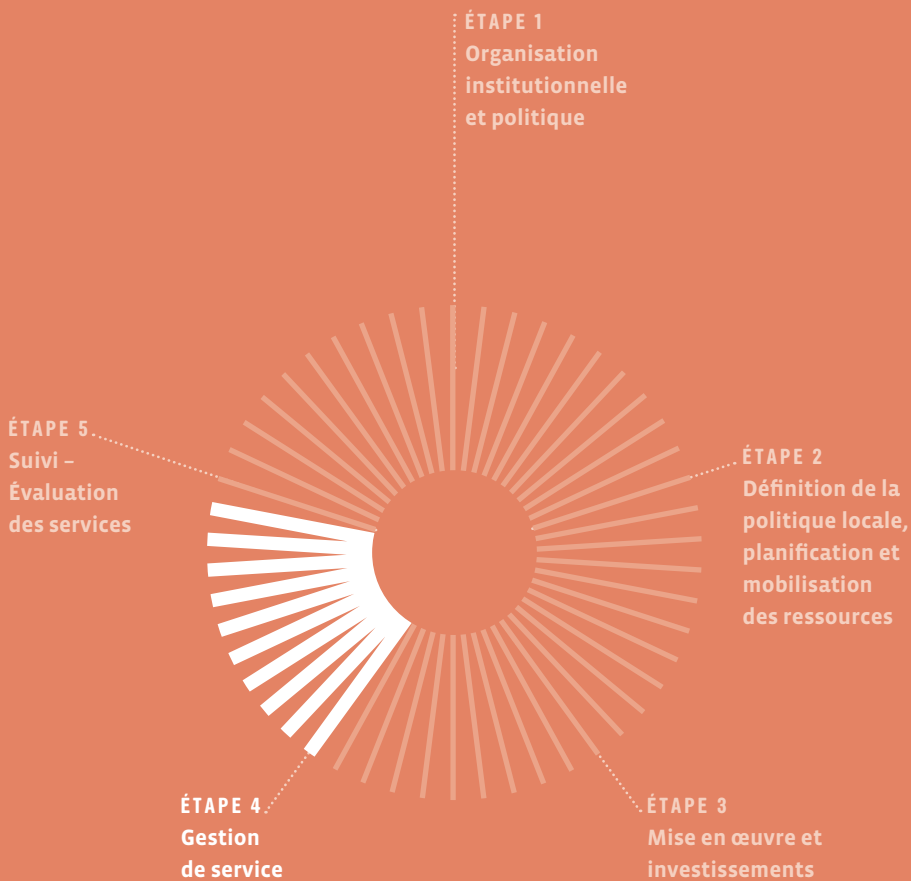 ÉTAPE 1
Organisation
institutionnelle
et politique
ÉTAPE 2
Définition de la
politique locale,
planification et
mobilisation
des ressources
ÉTAPE 3
Mise en œuvre et
investissements
ÉTAPE 4
Gestion
de service
ÉTAPE 5
Suivi –
Évaluation
des services